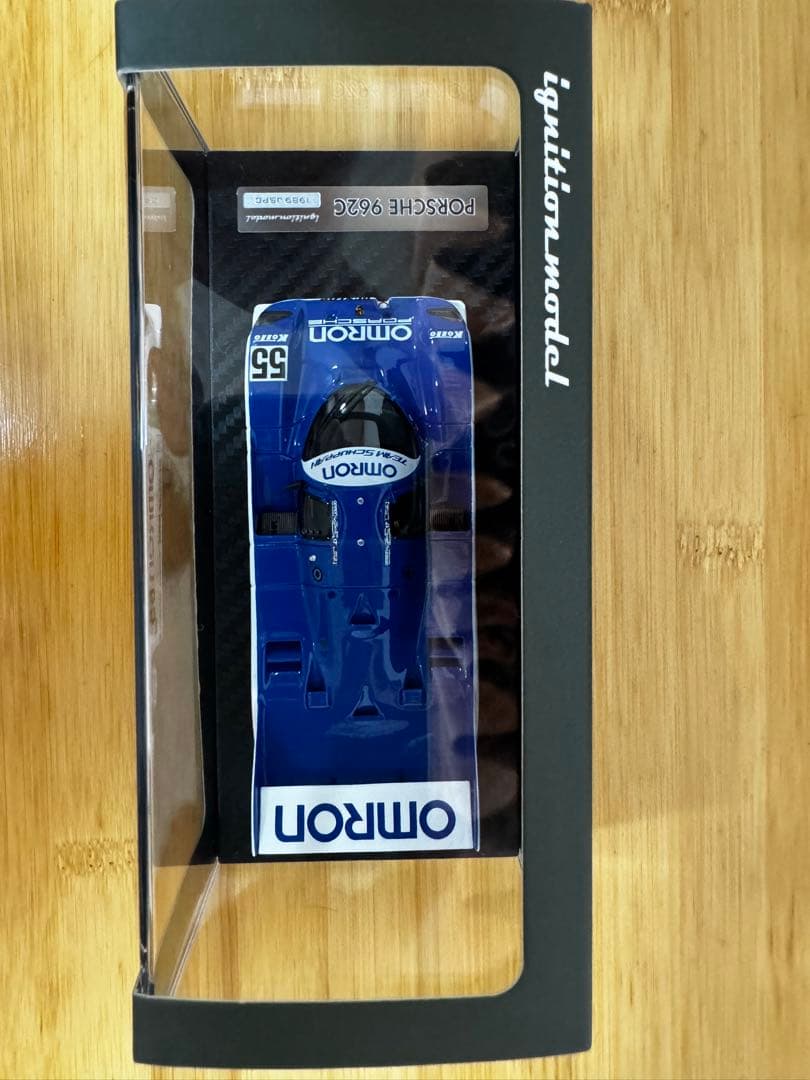 ignition model
PORSCHE 962C
ignition model
1989 JSPC
OMRON
PORSCHE
55
TEAM SCHUPPAN
OMRON
OMRON